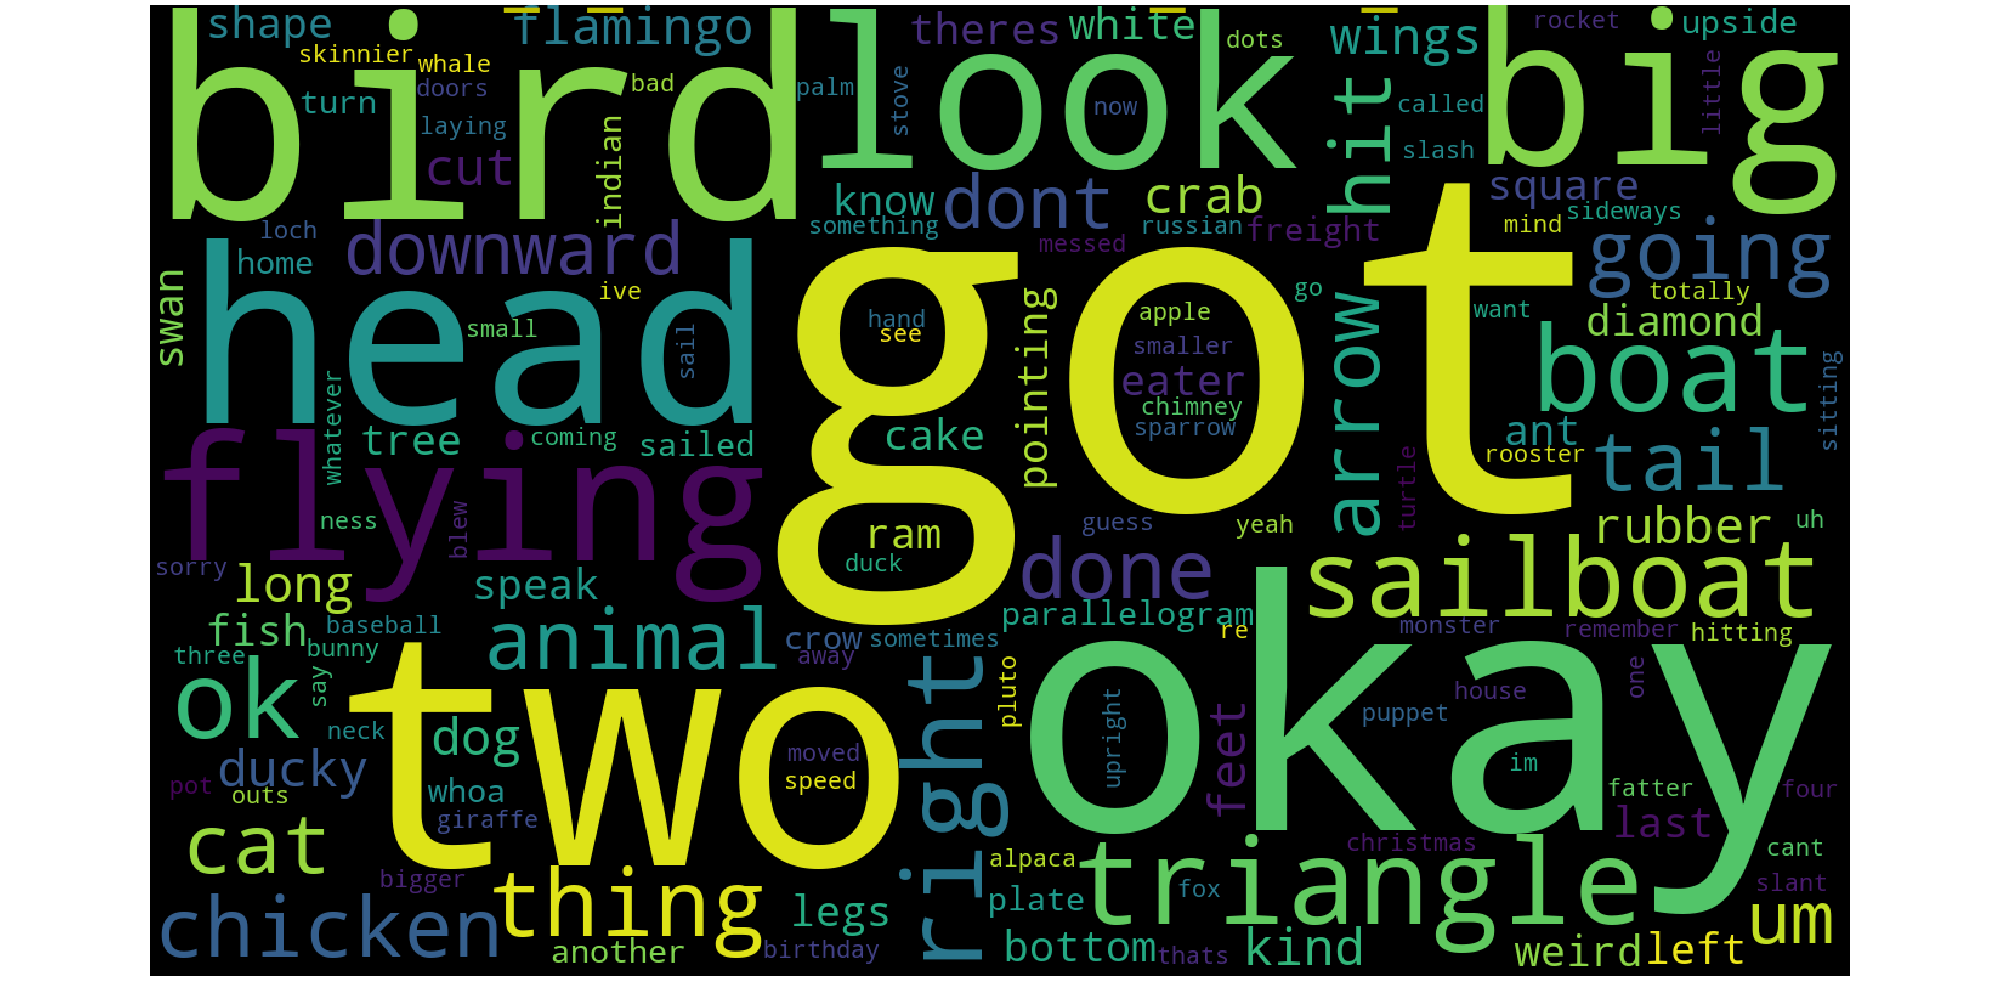 bird
look
big
shape
flamingo
theres
white
dots
wings
rocket
upside
skinnier
whale
bad
turn
doors
palm
stove
now
hit
called
little
laying
cut
indian
slash
know
dont
crab
square
something
russian
freight
mind
sideways
loch
downward
messed
going
home
head
got
swan
ive
small
sail
hand
see
pointing
apple
smaller
eater
chimney
sparrow
go
arrow
want
totally
diamond
boat
sitting
whatever
tree
coming
sailed
cake
ant
rooster
tail
turtle
flying
ness
blew
ram
duck
guess
yeah
rubber
uh
sorry
long
speak
done
sailboat
parallelogram
fish
baseball
animal
crow
sometimes
re
monster
remember
hitting
three
bunny
away
ok
say
two
right
pluto
okay
house
one
neck
dog
moved
upright
feet
puppet
ducky
speed
im
pot
outs
whoa
giraffe
fatter
four
cat
last
christmas
cant
bigger
thing
alpaca
triangle
fox
slant
chicken
legs
plate
um
another
birthday
bottom
thats
kind
weird
left